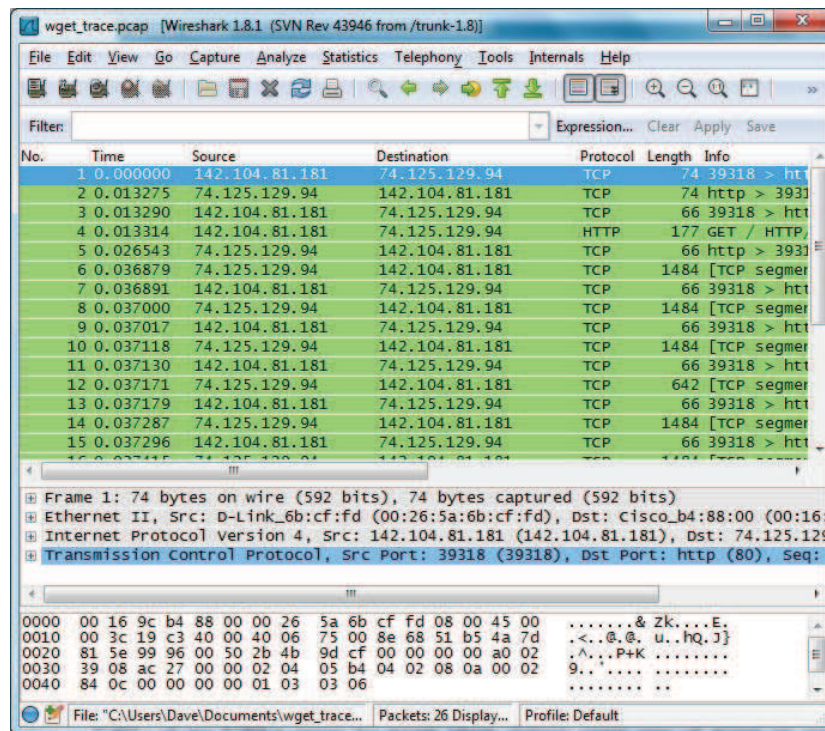 wget_trace.pcap [Wireshark 1.8.1 (SVN Rev 43946 from /trunk-1.8)]
File Edit View Go Capture Analyze Statistics Telephony Tools Internals Help
Filter: Expression... Clear Apply Save
No. Time Source Destination Protocol Length Info
1 0.000000 142.104.81.181 74.125.129.94 TCP 74 39318 > htt
2 0.013275 74.125.129.94 142.104.81.181 TCP 74 http > 3931
3 0.013290 142.104.81.181 74.125.129.94 TCP 66 39318 > htt
4 0.013314 142.104.81.181 74.125.129.94 HTTP 177 GET / HTTP/
5 0.026543 74.125.129.94 142.104.81.181 TCP 66 http > 3931
6 0.036879 74.125.129.94 142.104.81.181 TCP 1484 [TCP segmer
7 0.036891 142.104.81.181 74.125.129.94 TCP 66 39318 > htt
8 0.037000 74.125.129.94 142.104.81.181 TCP 1484 [TCP segmer
9 0.037017 142.104.81.181 74.125.129.94 TCP 66 39318 > htt
10 0.037118 74.125.129.94 142.104.81.181 TCP 1484 [TCP segmer
11 0.037130 142.104.81.181 74.125.129.94 TCP 66 39318 > htt
12 0.037171 74.125.129.94 142.104.81.181 TCP 642 [TCP segmer
13 0.037179 142.104.81.181 74.125.129.94 TCP 66 39318 > htt
14 0.037287 74.125.129.94 142.104.81.181 TCP 1484 [TCP segmer
15 0.037296 142.104.81.181 74.125.129.94 TCP 66 39318 > htt
Frame 1: 74 bytes on wire (592 bits), 74 bytes captured (592 bits)
Ethernet II, Src: D-Link_6b:cf:fd (00:26:5a:6b:cf:fd), Dst: Cisco_b4:88:00 (00:16:
Internet Protocol Version 4, Src: 142.104.81.181 (142.104.81.181), Dst: 74.125.129
Transmission Control Protocol, Src Port: 39318 (39318), Dst Port: http (80), Seq:
0000 00 16 9c b4 88 00 00 26 5a 6b cf fd 08 00 45 00 .......& Zk....E.
0010 00 3c 19 c3 40 00 40 06 75 00 8e 68 51 b5 4a 7d .<..@.@. u..hQ.J}
0020 81 5e 99 96 00 50 2b 4b 9d cf 00 00 00 00 a0 02 .^...P+K ........
0030 39 08 ac 27 00 00 02 04 05 b4 04 02 08 0a 00 02 9..'.... ........
0040 84 0c 00 00 00 00 01 03 03 06 ........ ..
File: "C:\Users\Dave\Documents\wget_trace... Packets: 26 Display... Profile: Default